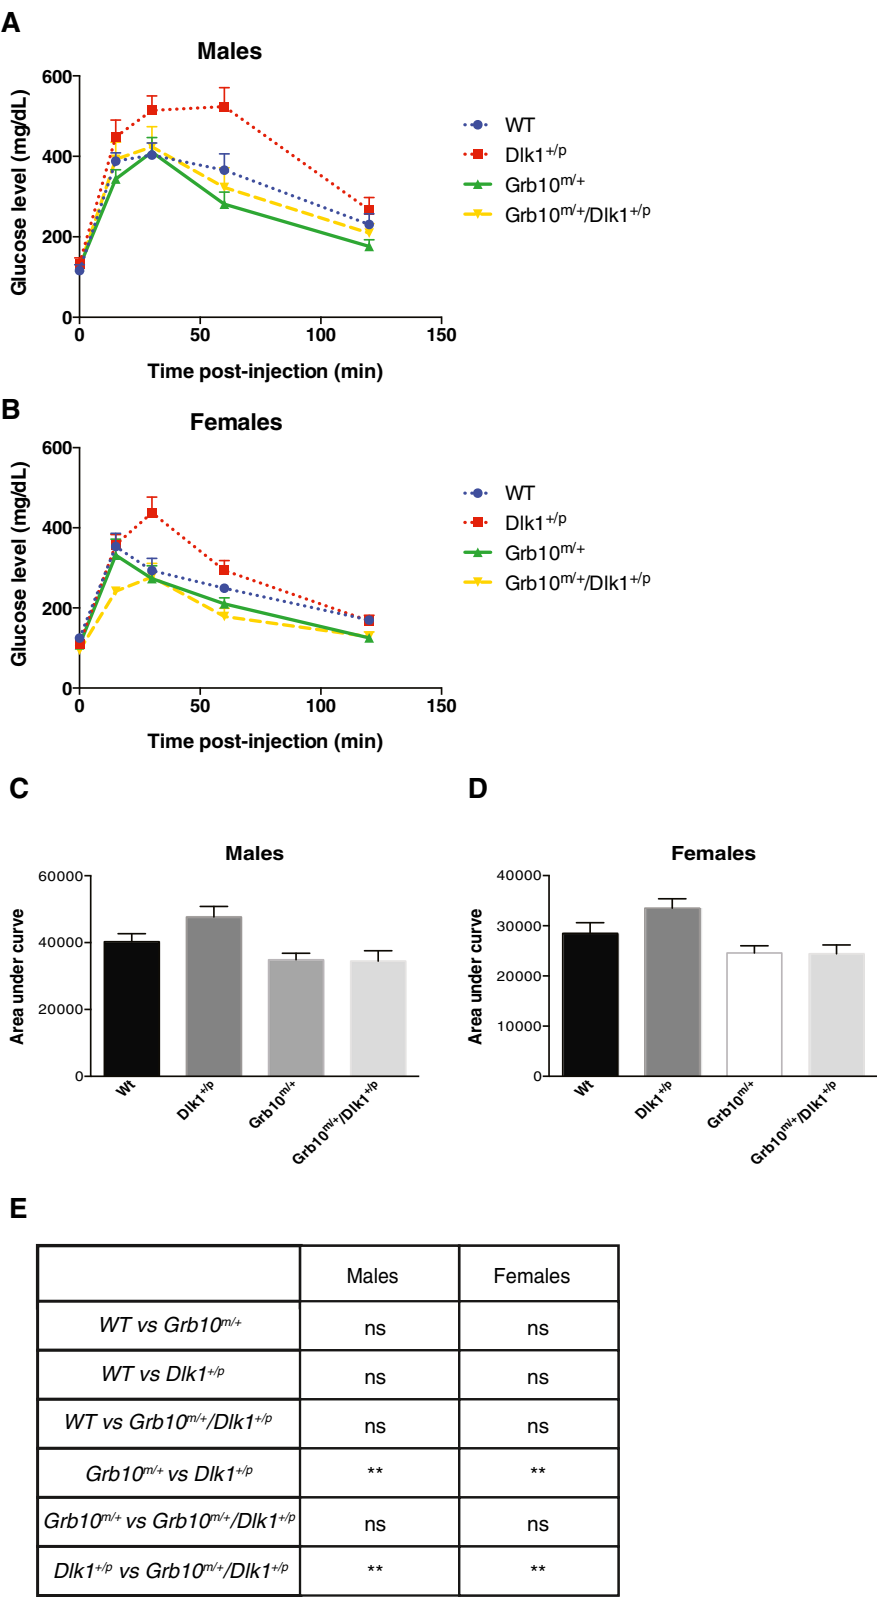 A
Males
600
400
200
0
0 50 100 150
Glucose level (mg/dL)
Time post-injection (min)
WT
Dlk1+/p
Grb10m/+
Grb10m/+/Dlk1+/p
B
Females
600
400
200
0
0 50 100 150
Glucose level (mg/dL)
Time post-injection (min)
WT
Dlk1+/p
Grb10m/+
Grb10m/+/Dlk1+/p
C
Males
60000
40000
20000
0
Area under curve
Wt
Dlk1+/p
Grb10m/+
Grb10m/+/Dlk1+/p
D
Females
40000
30000
20000
10000
0
Area under curve
Wt
Dlk1+/p
Grb10m/+
Grb10m/+/Dlk1+/p
E
Males Females
WT vs Grb10m/+ ns ns
WT vs Dlk1+/p ns ns
WT vs Grb10m/+/Dlk1+/p ns ns
Grb10m/+ vs Dlk1+/p ** **
Grb10m/+ vs Grb10m/+/Dlk1+/p ns ns
Dlk1+/p vs Grb10m/+/Dlk1+/p ** **